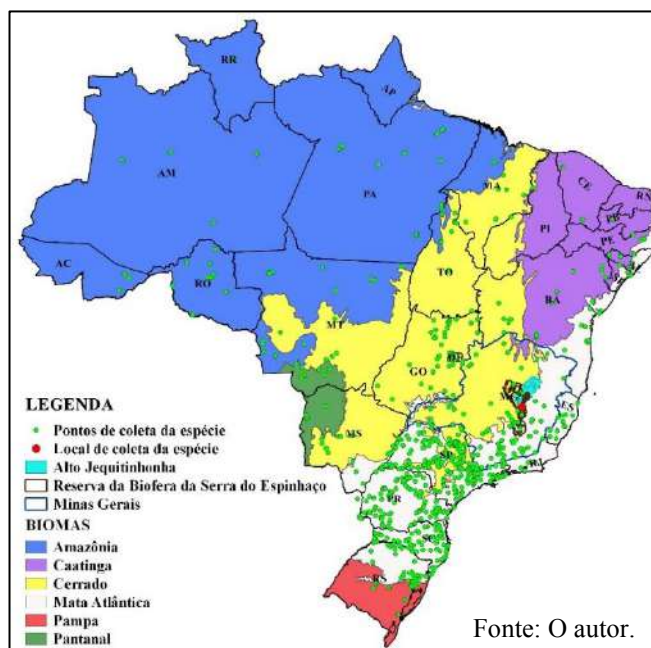 RR
AP
AM
PA
MA
CE
RN
PI
PB
PE
AC
RO
TO
BA
MT
GO
DF
MS
ES
SP
RJ
PR
SC
RS
LEGENDA
Pontos de coleta da espécie
Local de coleta da espécie
Alto Jequitinhonha
Reserva da Biofera da Serra do Espinhaço
Minas Gerais
BIOMAS
Amazônia
Caatinga
Cerrado
Mata Atlântica
Pampa
Pantanal
Fonte: O autor.